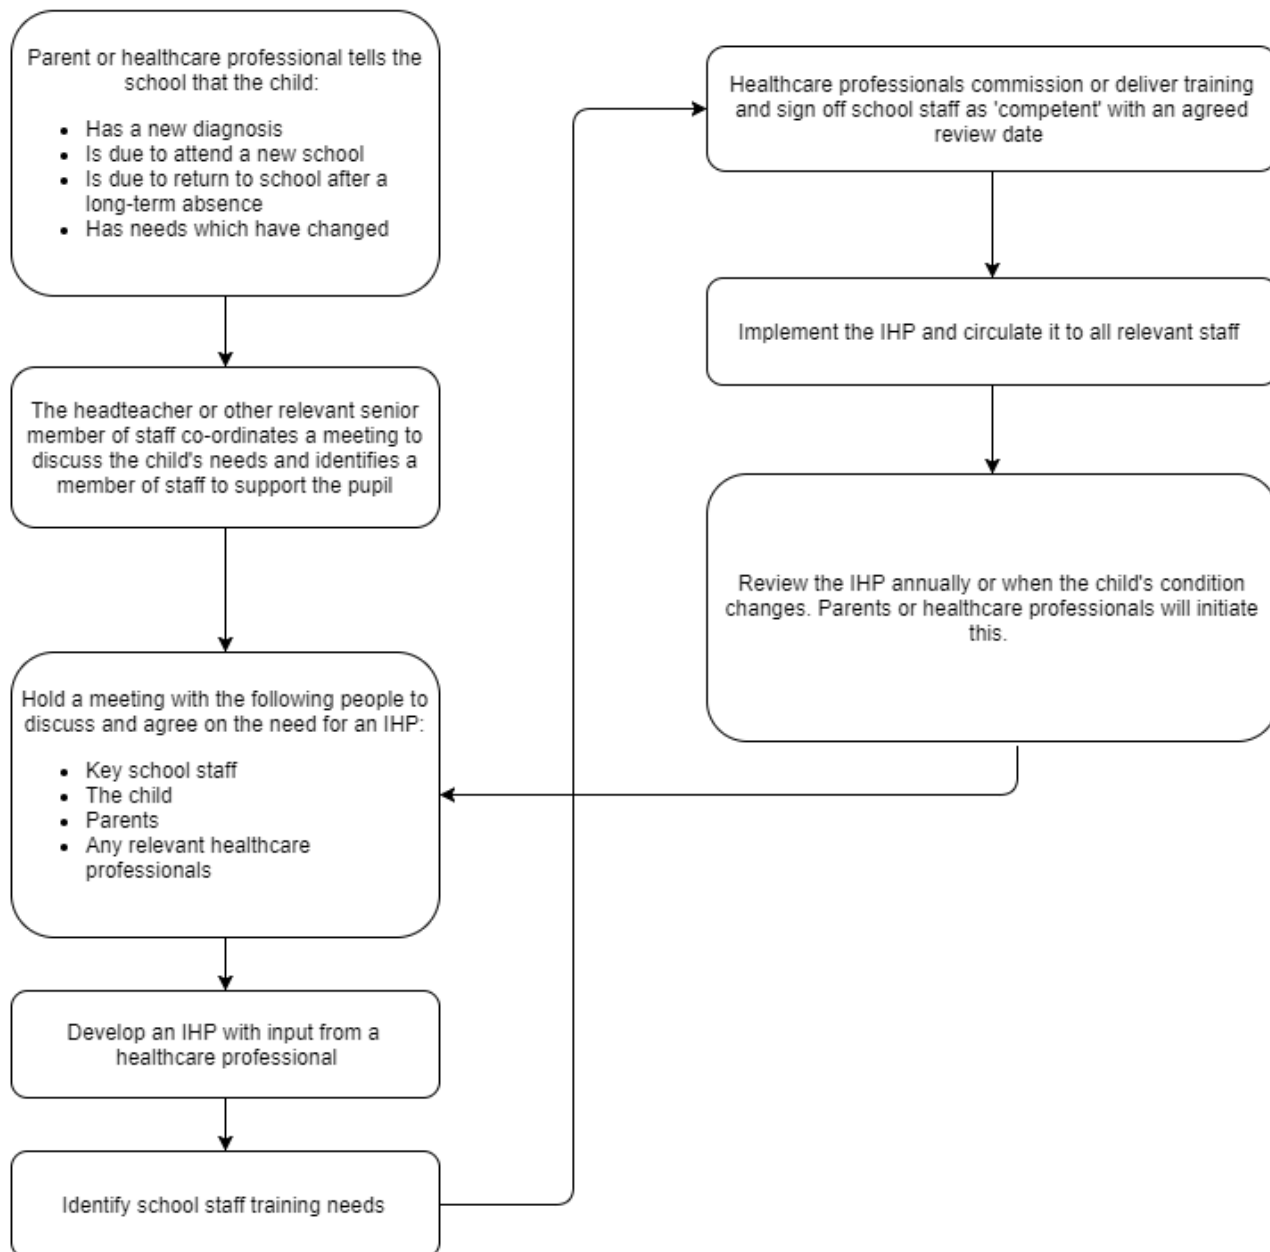 Parent or healthcare professional tells the
school that the child:
• Has a new diagnosis
• Is due to attend a new school
• Is due to return to school after a
long-term absence
• Has needs which have changed
The headteacher or other relevant senior
member of staff co-ordinates a meeting to
discuss the child's needs and identifies a
member of staff to support the pupil
Hold a meeting with the following people to
discuss and agree on the need for an IHP:
• Key school staff
• The child
• Parents
• Any relevant healthcare
professionals
Develop an IHP with input from a
healthcare professional
Identify school staff training needs
Healthcare professionals commission or deliver training
and sign off school staff as 'competent' with an agreed
review date
Implement the IHP and circulate it to all relevant staff
Review the IHP annually or when the child's condition
changes. Parents or healthcare professionals will initiate
this.